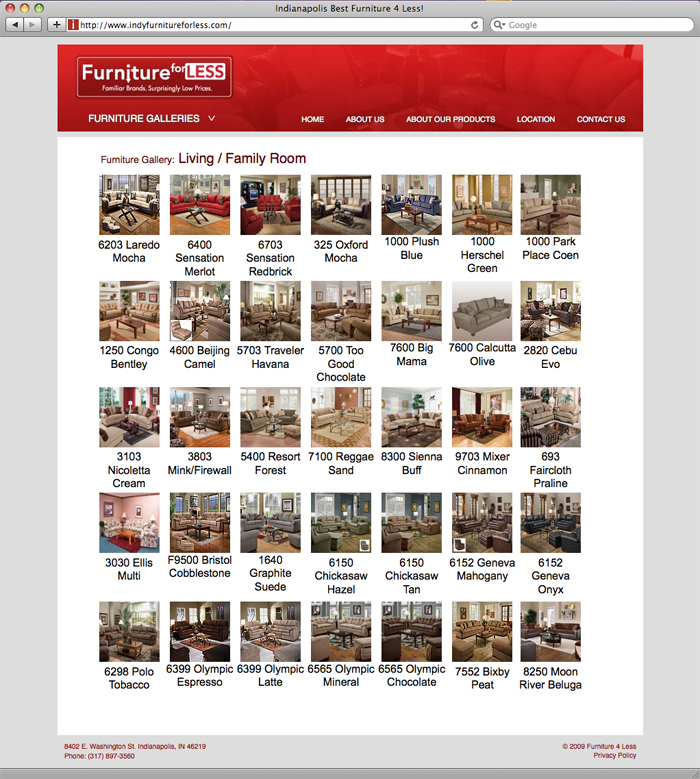 Indianapolis Best Furniture 4 Less!
http://www.indyfurnitureforless.com/
Google
Furniture for LESS
Familiar Brands. Surprisingly Low Prices.
FURNITURE GALLERIES
HOME ABOUT US ABOUT OUR PRODUCTS LOCATION CONTACT US
Furniture Gallery: Living / Family Room
6203 Laredo
Mocha
6400
Sensation
Merlot
6703
Sensation
Redbrick
325 Oxford
Mocha
1000 Plush
Blue
1000
Herschel
Green
1000 Park
Place Coen
1250 Congo
Bentley
4600 Beijing
Camel
5703 Traveler
Havana
5700 Too
Good
Chocolate
7600 Big
Mama
7600 Calcutta
Olive
2820 Cebu
Evo
3103
Nicoletta
Cream
3803
Mink/Firewall
5400 Resort
Forest
7100 Reggae
Sand
8300 Sienna
Buff
9703 Mixer
Cinnamon
693
Faircloth
Praline
3030 Ellis
Multi
F9500 Bristol
Cobblestone
1640
Graphite
Suede
6150
Chickasaw
Hazel
6150
Chickasaw
Tan
6152 Geneva
Mahogany
6152
Geneva
Onyx
6298 Polo
Tobacco
6399 Olympic
Espresso
6399 Olympic
Latte
6565 Olympic
Mineral
6565 Olympic
Chocolate
7552 Bixby
Peat
8250 Moon
River Beluga
8402 E. Washington St. Indianapolis, IN 46219
Phone: (317) 897-3560
© 2009 Furniture 4 Less
Privacy Policy